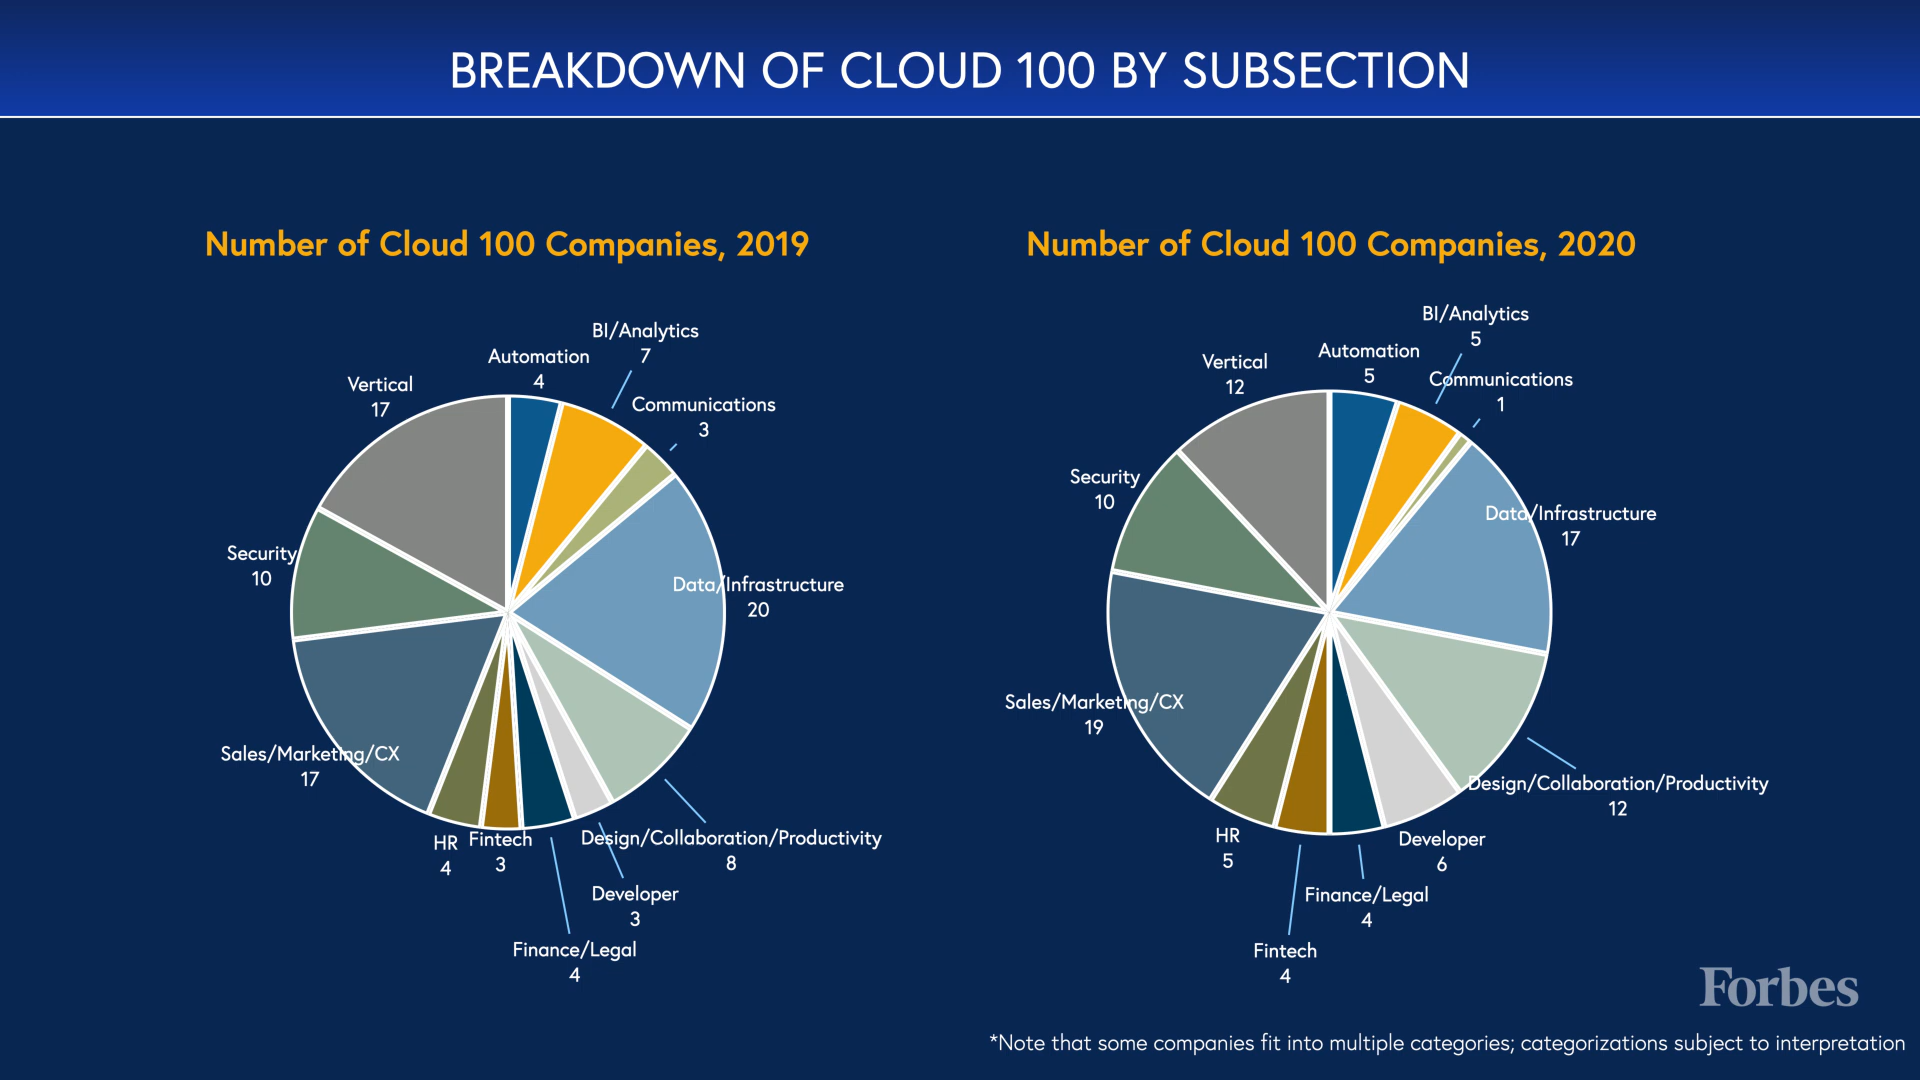 BREAKDOWN OF CLOUD 100 BY SUBSECTION
Number of Cloud 100 Companies, 2019
BI/Analytics
7
Automation
4
Vertical
17
Communications
3
Security
10
Data/Infrastructure
20
Sales/Marketing/CX
17
HR
4
Fintech
3
Design/Collaboration/Productivity
8
Developer
3
Finance/Legal
4
Number of Cloud 100 Companies, 2020
BI/Analytics
5
Automation
5
Vertical
12
Communications
1
Security
10
Data/Infrastructure
17
Sales/Marketing/CX
19
Design/Collaboration/Productivity
12
HR
5
Developer
6
Finance/Legal
4
Fintech
4
Forbes
*Note that some companies fit into multiple categories; categorizations subject to interpretation